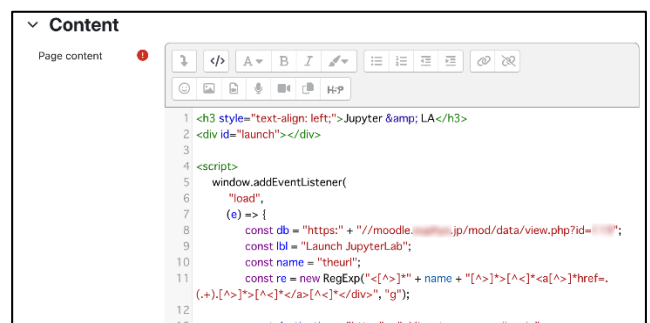 Content
Page content
A B I
H-P
1 <h3 style="text-align: left;">Jupyter &amp; LA</h3>
2 <div id="launch"></div>
3
4 <script>
5 window.addEventListener(
6 "load",
7 (e) => {
8 const db = "https:" + "//moodle. .jp/mod/data/view.php?id= ";
9 const lbl = "Launch JupyterLab";
10 const name = "theurl";
11 const re = new RegExp("<[^>]*" + name + "[^>]*>[^<]*<a[^>]*href=.
(.+).[^>]*>[^<]*</a>[^<]*</div>", "g");
12